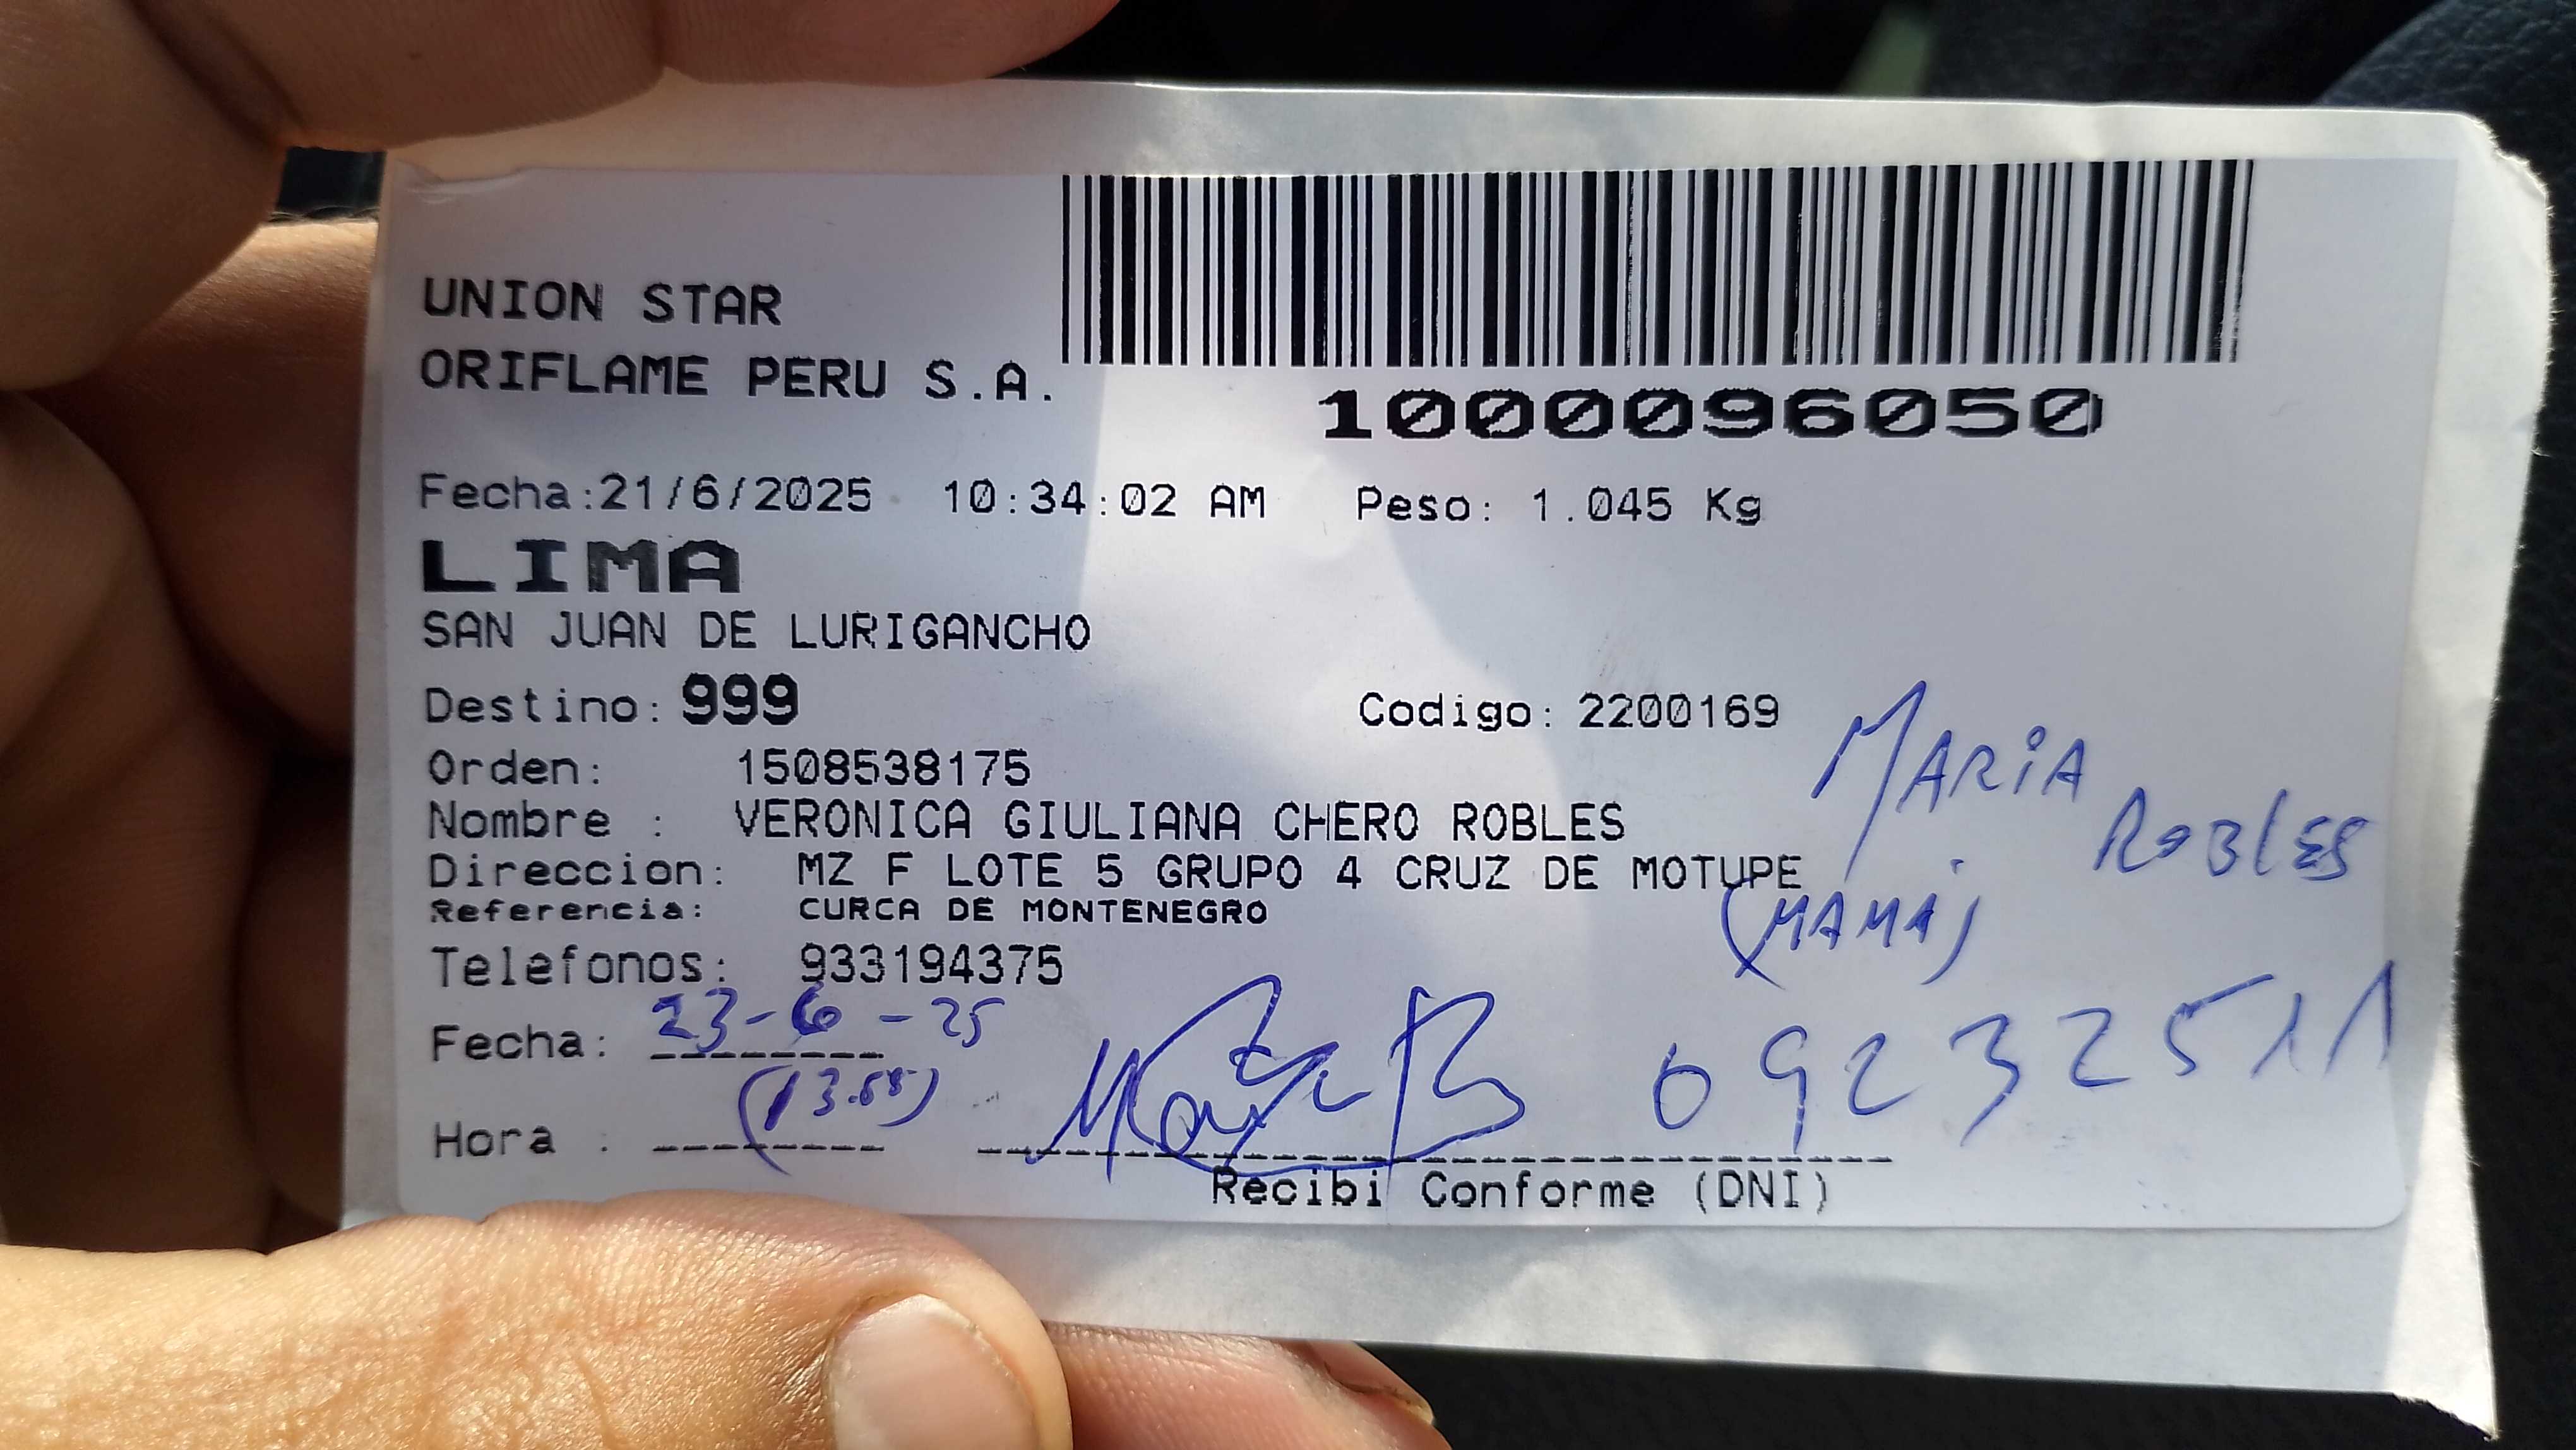 UNION STAR
ORIFLAME PERU S.A.
1000096050
Fecha:21/6/2025 10:34:02 AM Peso: 1.045 Kg
LIMA
SAN JUAN DE LURIGANCHO
Destino: 999 Codigo: 2200169
Orden: 1508538175
Nombre : VERONICA GIULIANA CHERO ROBLES
MARiA
ROBlES
Direccion: MZ F LOTE 5 GRUPO 4 CRUZ DE MOTUPE
Referencia: CURCA DE MONTENEGRO
(MAMÁ)
Telefonos: 933194375
Fecha: 23-6-25
09232511
Hora :
Recibi Conforme (DNI)